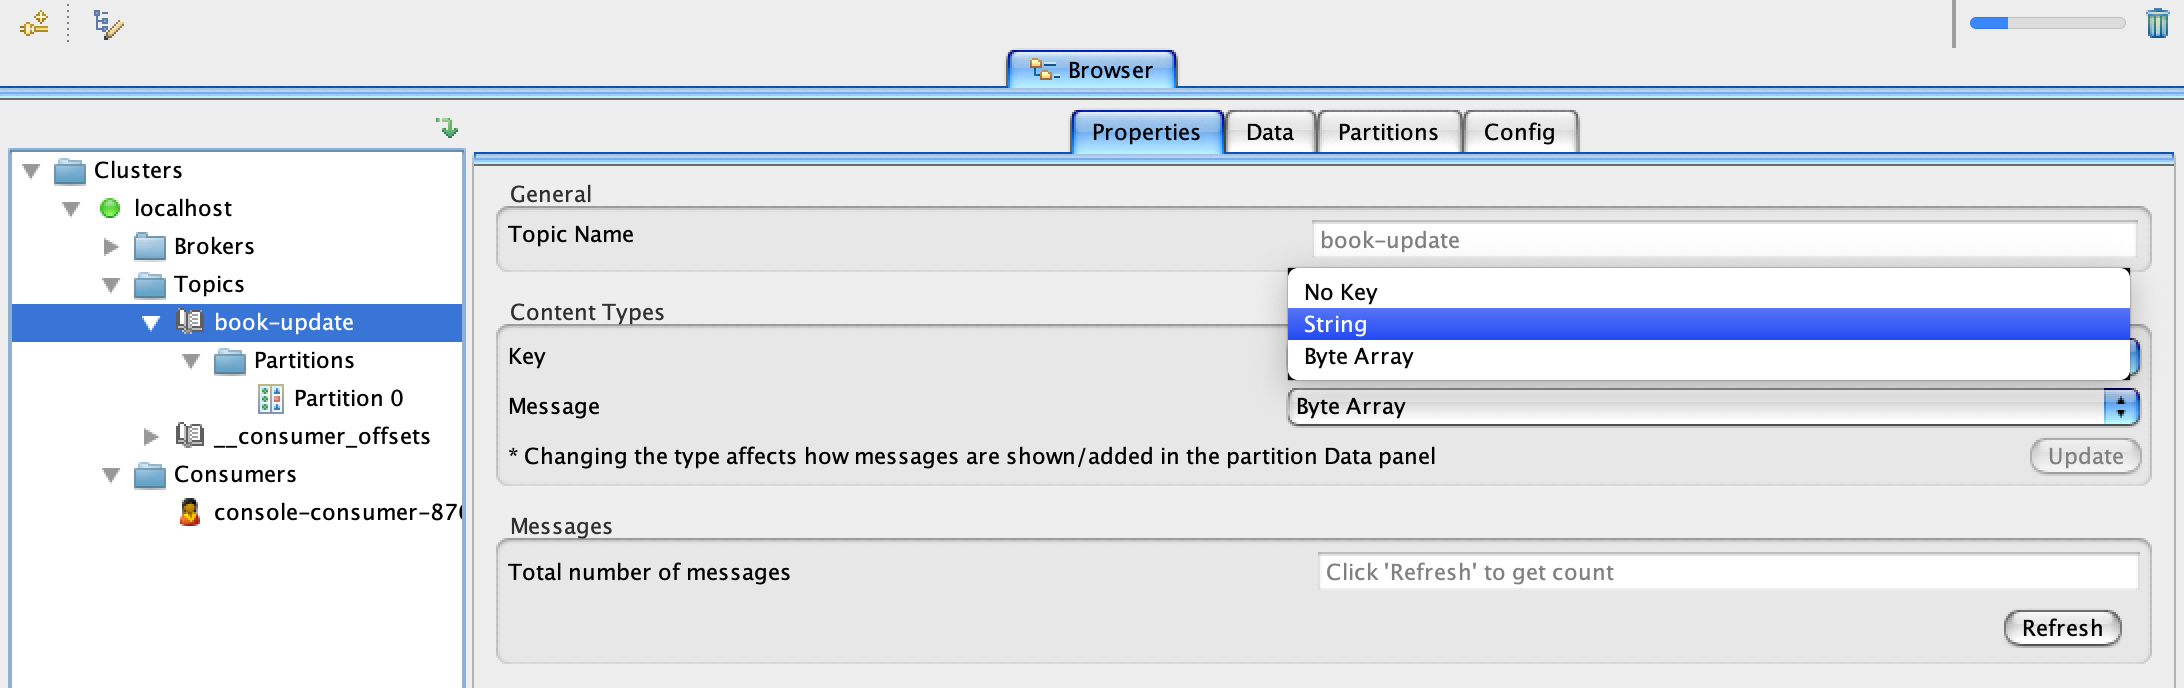 Browser
Properties
Data
Partitions
Config
Clusters
localhost
Brokers
Topics
book-update
Partitions
Partition 0
__consumer_offsets
Consumers
console-consumer-876
General
Topic Name
book-update
Content Types
Key
No Key
String
Byte Array
Message
Byte Array
* Changing the type affects how messages are shown/added in the partition Data panel
Update
Messages
Total number of messages
Click 'Refresh' to get count
Refresh